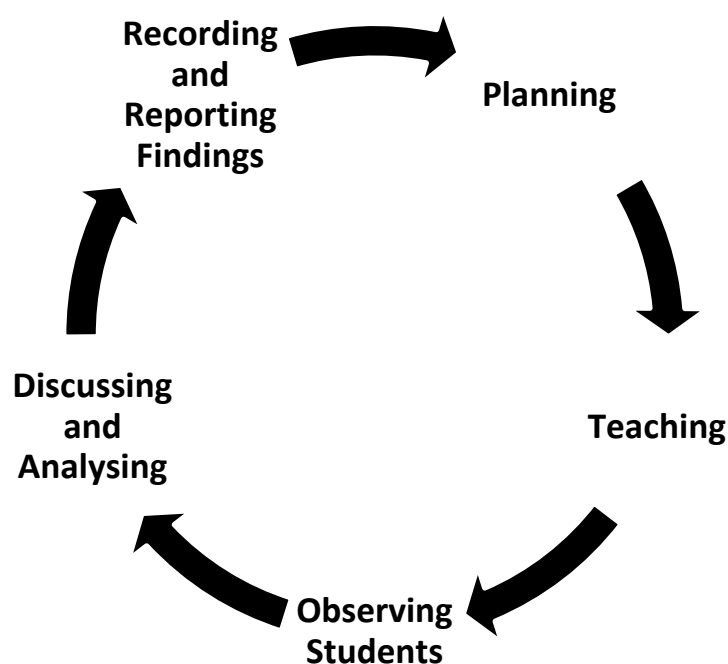 Recording
and
Reporting
Findings
Planning
Teaching
Observing
Students
Discussing
and
Analysing